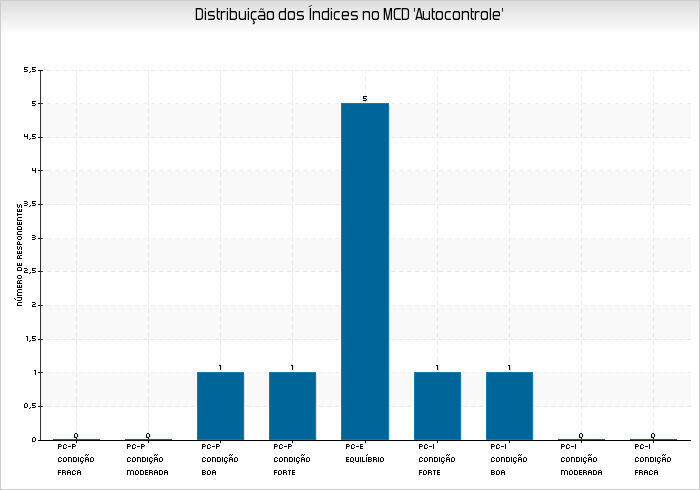 Distribuição dos Índices no MCD 'Autocontrole'
NÚMERO DE RESPONDENTES
5,5
5
4,5
4
3,5
3
2,5
2
1,5
1
0,5
0
0
0
1
1
5
1
1
0
0
PC-P
CONDIÇÃO
FRACA
PC-P
CONDIÇÃO
MODERADA
PC-P
CONDIÇÃO
BOA
PC-P
CONDIÇÃO
FORTE
PC-E
EQUILÍBRIO
PC-I
CONDIÇÃO
FORTE
PC-I
CONDIÇÃO
BOA
PC-I
CONDIÇÃO
MODERADA
PC-I
CONDIÇÃO
FRACA